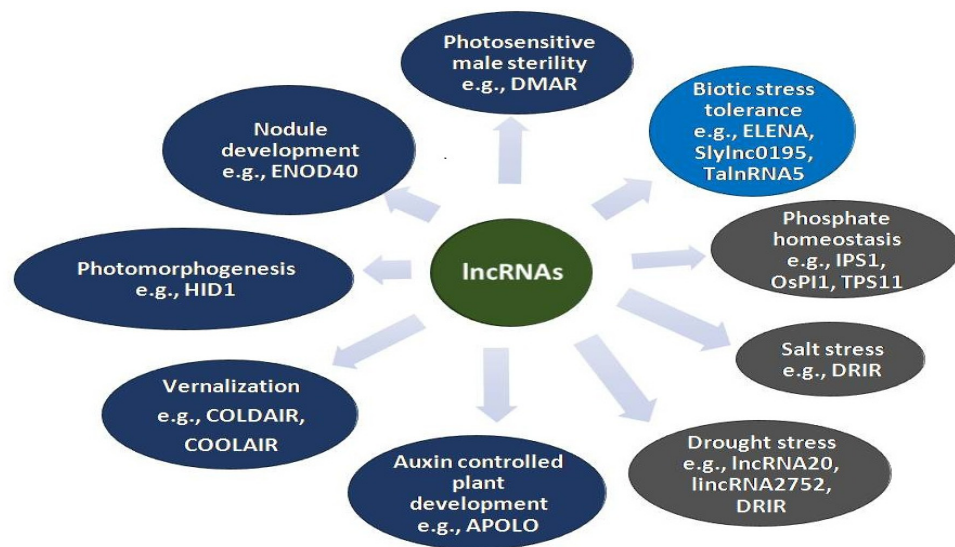 Photosensitive
male sterility
e.g., DMAR
Biotic stress
tolerance
e.g., ELENA,
Slylnc0195,
TalnRNA5
Nodule
development
e.g., ENOD40
Phosphate
homeostasis
e.g., IPS1,
OsPI1, TPS11
lncRNAs
Photomorphogenesis
e.g., HID1
Salt stress
e.g., DRIR
Vernalization
e.g., COLDAIR,
COOLAIR
Auxin controlled
plant
development
e.g., APOLO
Drought stress
e.g., lncRNA20,
lincRNA2752,
DRIR